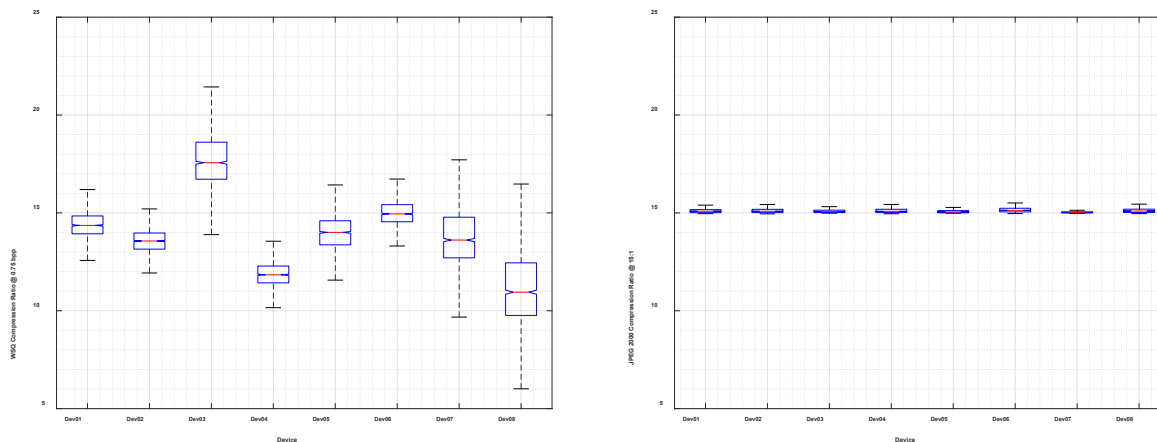 WSQ Compression Ratio @ 0.75 bpp
25
20
15
10
5
Dev01 Dev02 Dev03 Dev04 Dev05 Dev06 Dev07 Dev08
Device
JPEG 2000 Compression Ratio @ 15:1
25
20
15
10
5
Dev01 Dev02 Dev03 Dev04 Dev05 Dev06 Dev07 Dev08
Device